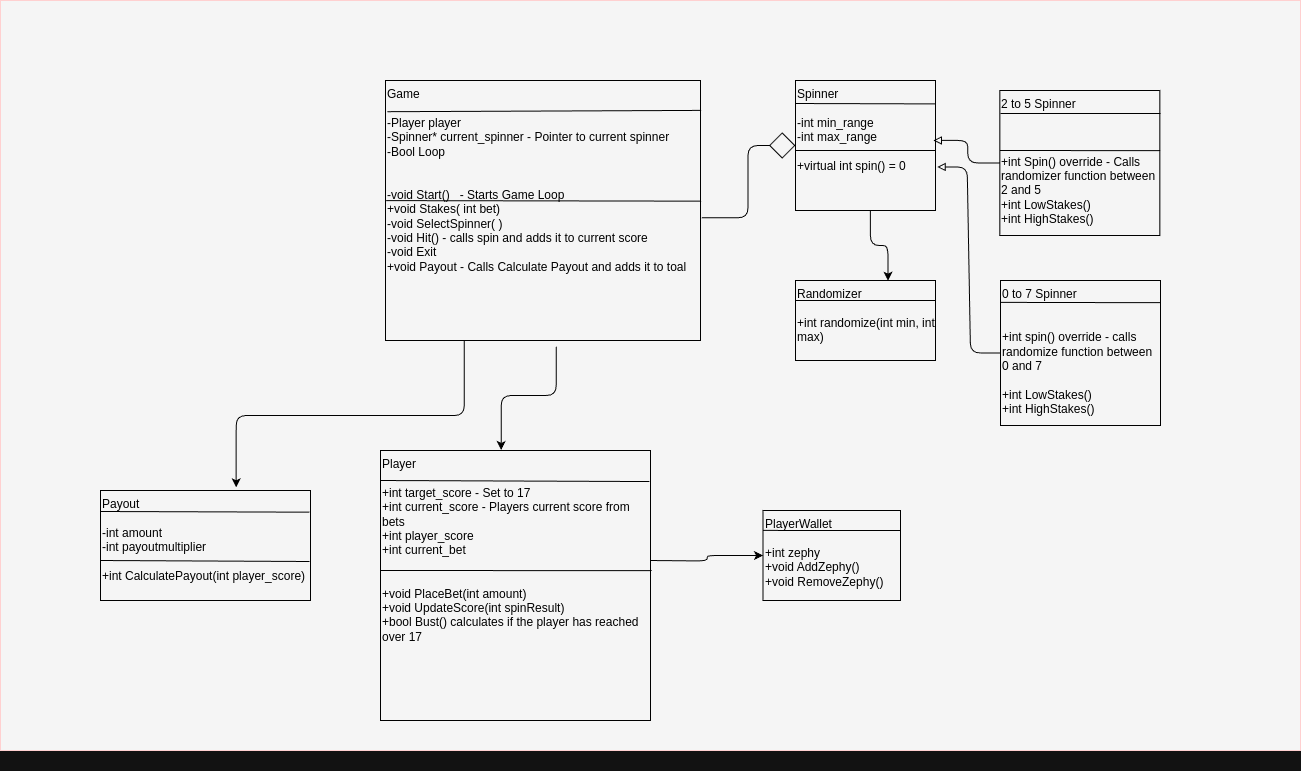 Game
-Player player
-Spinner* current_spinner - Pointer to current spinner
-Bool Loop
-void Start()   - Starts Game Loop
+void Stakes( int bet)
-void SelectSpinner( )
-void Hit() - calls spin and adds it to current score
-void Exit
+void Payout - Calls Calculate Payout and adds it to toal
Spinner
-int min_range
-int max_range
+virtual int spin() = 0
2 to 5 Spinner
+int Spin() override - Calls
randomizer function between
2 and 5
+int LowStakes()
+int HighStakes()
Randomizer
+int randomize(int min, int
max)
0 to 7 Spinner
+int spin() override - calls
randomize function between
0 and 7
+int LowStakes()
+int HighStakes()
Payout
-int amount
-int payoutmultiplier
+int CalculatePayout(int player_score)
Player
+int target_score - Set to 17
+int current_score - Players current score from
bets
+int player_score
+int current_bet
+void PlaceBet(int amount)
+void UpdateScore(int spinResult)
+bool Bust() calculates if the player has reached
over 17
PlayerWallet
+int zephy
+void AddZephy()
+void RemoveZephy()